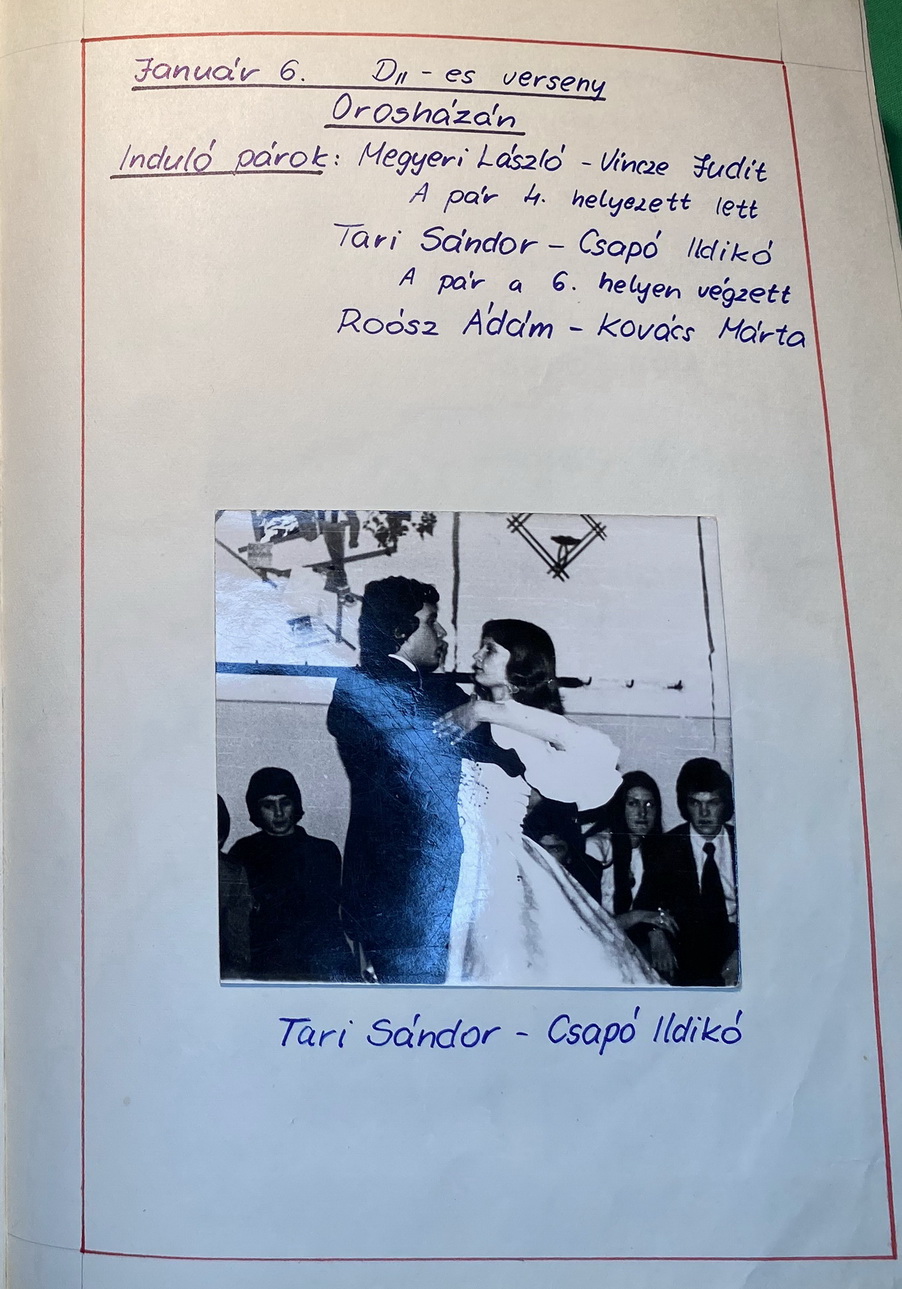 Január 6. D₁₁-es verseny
Orosházán
Induló párok: Megyeri László - Vincze Judit
A pár 4. helyezett lett
Tari Sándor - Csapó Ildikó
A pár a 6. helyen végzett
Roósz Ádám - Kovács Márta
Tari Sándor - Csapó Ildikó